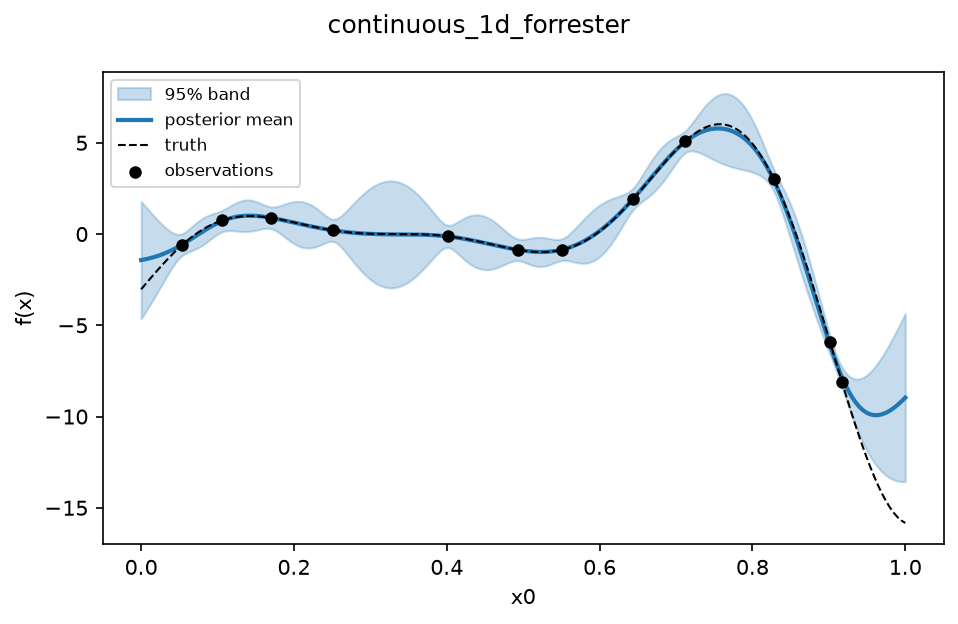 continuous_1d_forrester
95% band
posterior mean
truth
observations
f(x)
5
0
−5
−10
−15
0.0 0.2 0.4 0.6 0.8 1.0
x0